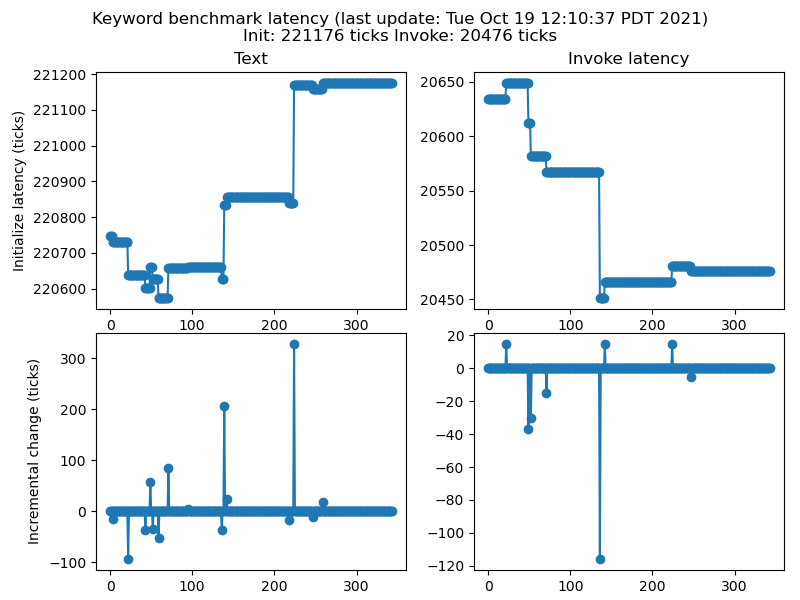 Keyword benchmark latency (last update: Tue Oct 19 12:10:37 PDT 2021)
Init: 221176 ticks Invoke: 20476 ticks
Text
Invoke latency
Initialize latency (ticks)
221200
221100
221000
220900
220800
220700
220600
0 100 200 300
20650
20600
20550
20500
20450
0 100 200 300
Incremental change (ticks)
300
200
100
0
−100
0 100 200 300
20
0
−20
−40
−60
−80
−100
−120
0 100 200 300